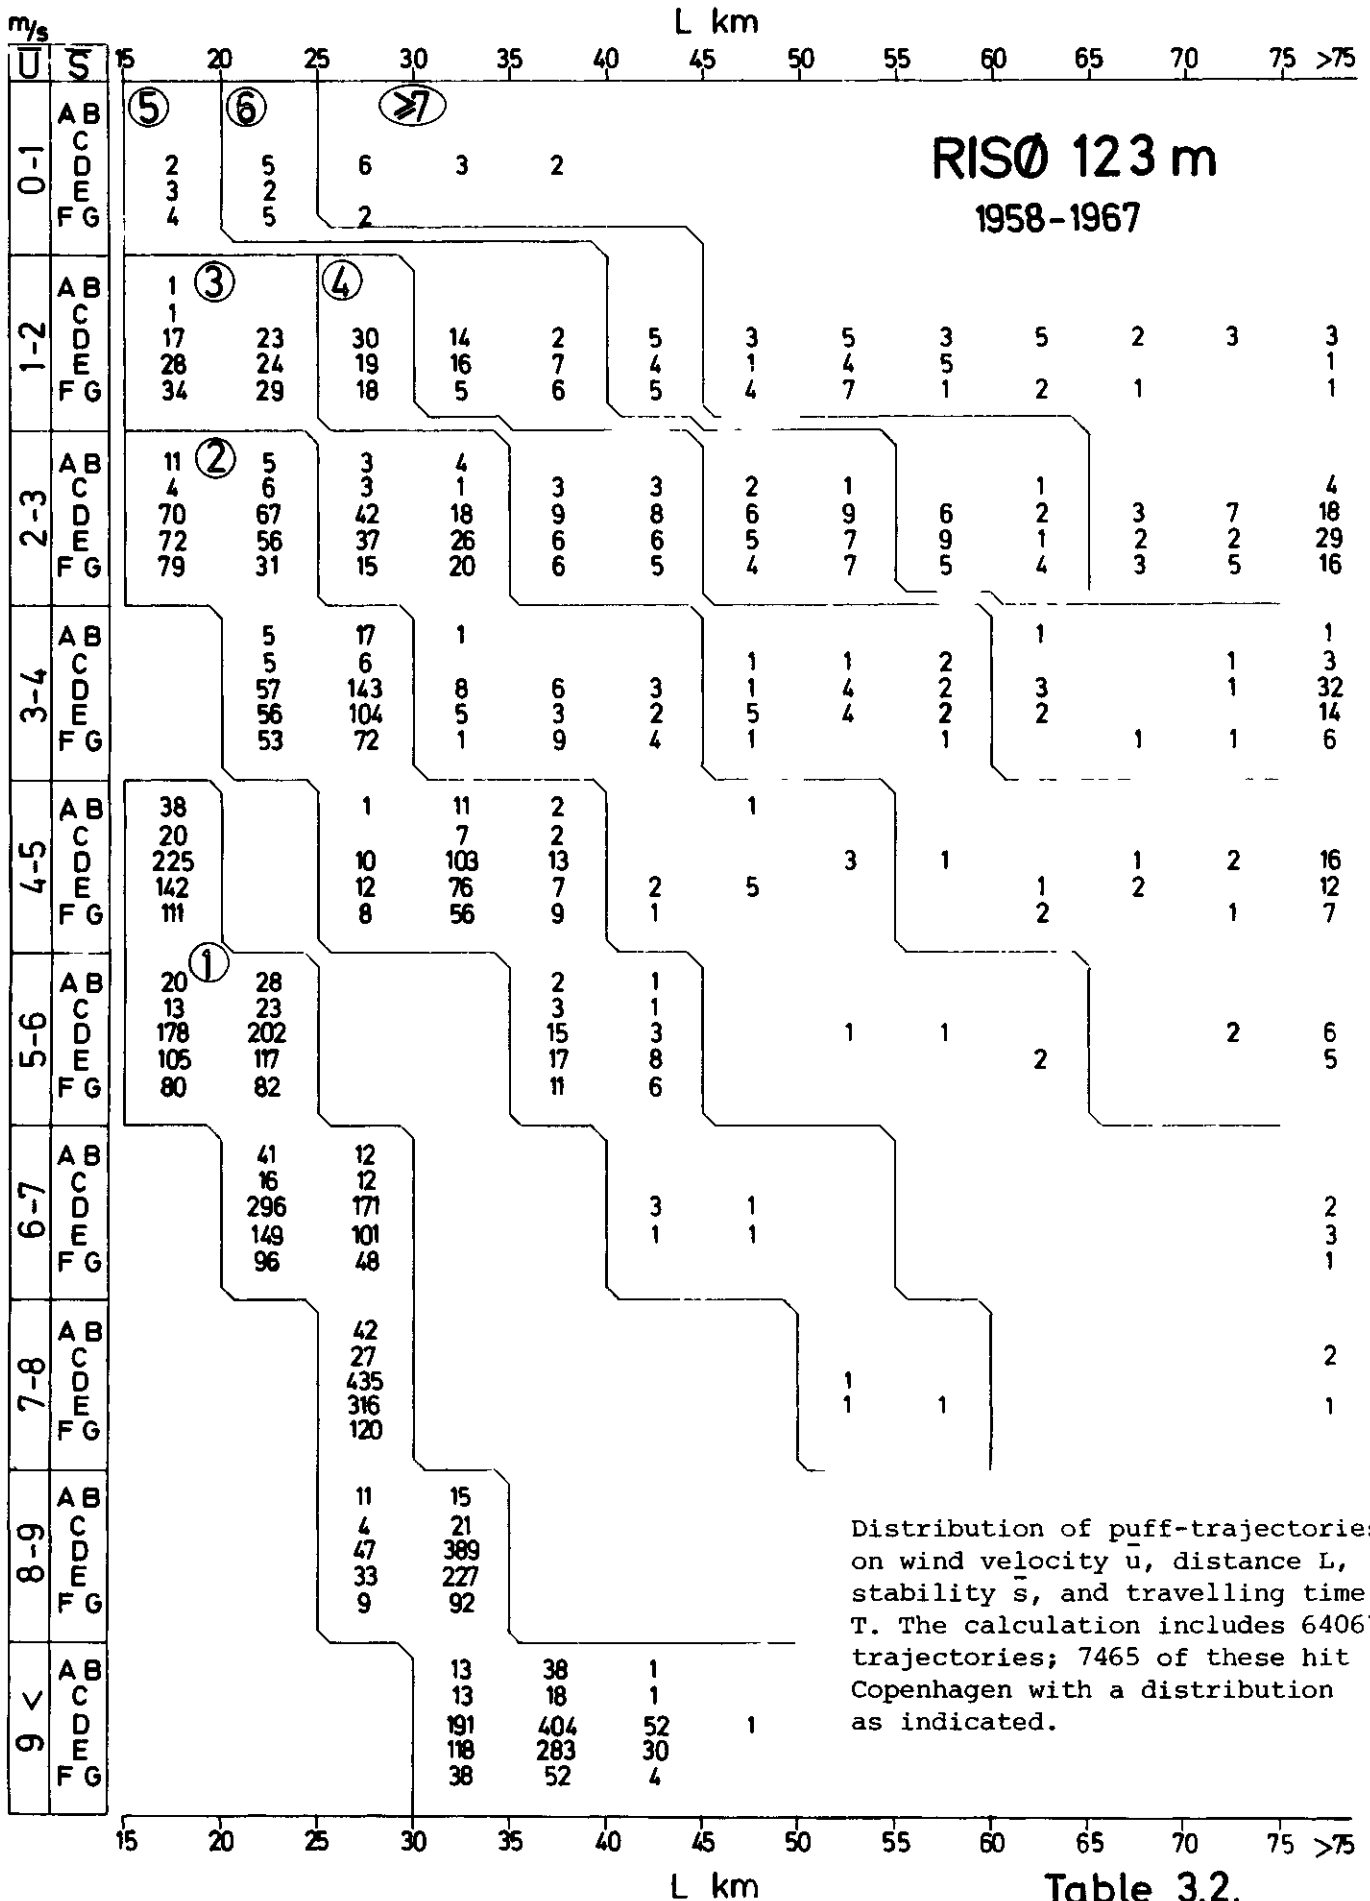 L km
m/s
U S 15 20 25 30 35 40 45 50 55 60 65 70 75 >75
⑤ ⑥ ≥7
RISØ 123 m
1958-1967
0-1
A B
C
D 2 5 6 3 2
E 3 2
F G 4 5 2
③ ④
1-2
A B 1
C 1
D 17 23 30 14 2 5 3 5 3 5 2 3 3
E 28 24 19 16 7 4 1 4 5 1
F G 34 29 18 5 6 5 4 7 1 2 1 1
②
2-3
A B 11 5 3 4
C 4 6 3 1 3 3 2 1 1 4
D 70 67 42 18 9 8 6 9 6 2 3 7 18
E 72 56 37 26 6 6 5 7 9 1 2 2 29
F G 79 31 15 20 6 5 4 7 5 4 3 5 16
3-4
A B 5 17 1 1 1
C 5 6 1 1 2 1 3
D 57 143 8 6 3 1 4 2 3 1 32
E 56 104 5 3 2 5 4 2 2 14
F G 53 72 1 9 4 1 1 1 1 6
4-5
A B 38 1 11 2 1
C 20 7 2
D 225 10 103 13 3 1 1 2 16
E 142 12 76 7 2 5 1 2 12
F G 111 8 56 9 1 2 1 7
①
5-6
A B 20 28 2 1
C 13 23 3 1
D 178 202 15 3 1 1 2 6
E 105 117 17 8 2 5
F G 80 82 11 6
6-7
A B 41 12
C 16 12
D 296 171 3 1 2
E 149 101 1 1 3
F G 96 48 1
7-8
A B 42
C 27 2
D 435 1
E 316 1 1 1
F G 120
8-9
A B 11 15
C 4 21
D 47 389
E 33 227
F G 9 92
9 <
A B 13 38 1
C 13 18 1
D 191 404 52 1
E 118 283 30
F G 38 52 4
Distribution of puff-trajectories
on wind velocity u̅, distance L,
stability s̅, and travelling time
T. The calculation includes 6406
trajectories; 7465 of these hit
Copenhagen with a distribution
as indicated.
15 20 25 30 35 40 45 50 55 60 65 70 75 >75
L km
Table 3.2.